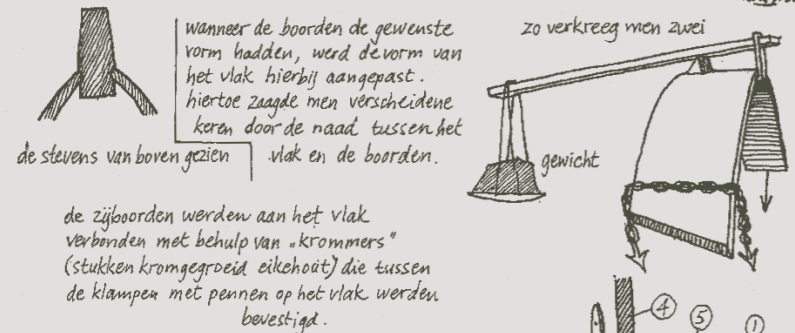 wanneer de boorden de gewenste
vorm hadden, werd de vorm van
het vlak hierbij aangepast.
hiertoe zaagde men verscheidene
keren door de naad tussen het
vlak en de boorden.
de stevens van boven gezien
zo verkreeg men zwei
gewicht
de zijboorden werden aan het vlak
verbonden met behulp van „krommers"
(stukken kromgegroeid eikehout) die tussen
de klampen met pennen op het vlak werden
bevestigd.
4
5
1